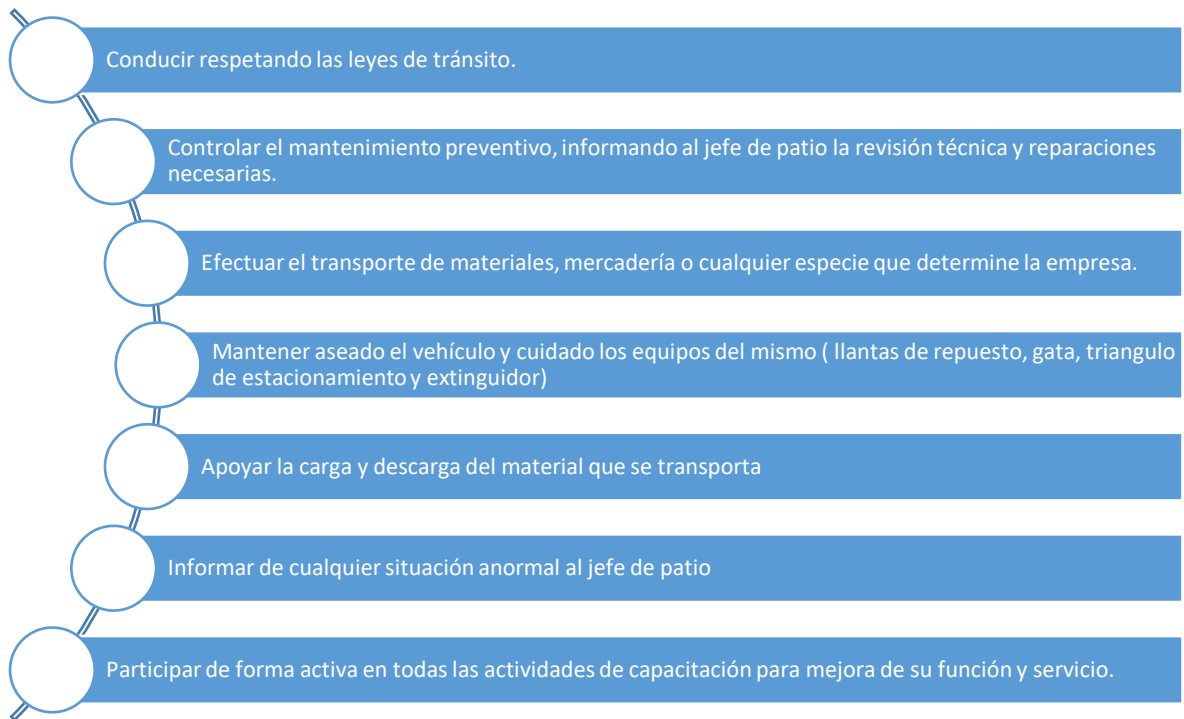 Conducir respetando las leyes de tránsito.
Controlar el mantenimiento preventivo, informando al jefe de patio la revisión técnica y reparaciones
necesarias.
Efectuar el transporte de materiales, mercadería o cualquier especie que determine la empresa.
Mantener aseado el vehículo y cuidado los equipos del mismo ( llantas de repuesto, gata, triangulo
de estacionamiento y extinguidor)
Apoyar la carga y descarga del material que se transporta
Informar de cualquier situación anormal al jefe de patio
Participar de forma activa en todas las actividades de capacitación para mejora de su función y servicio.